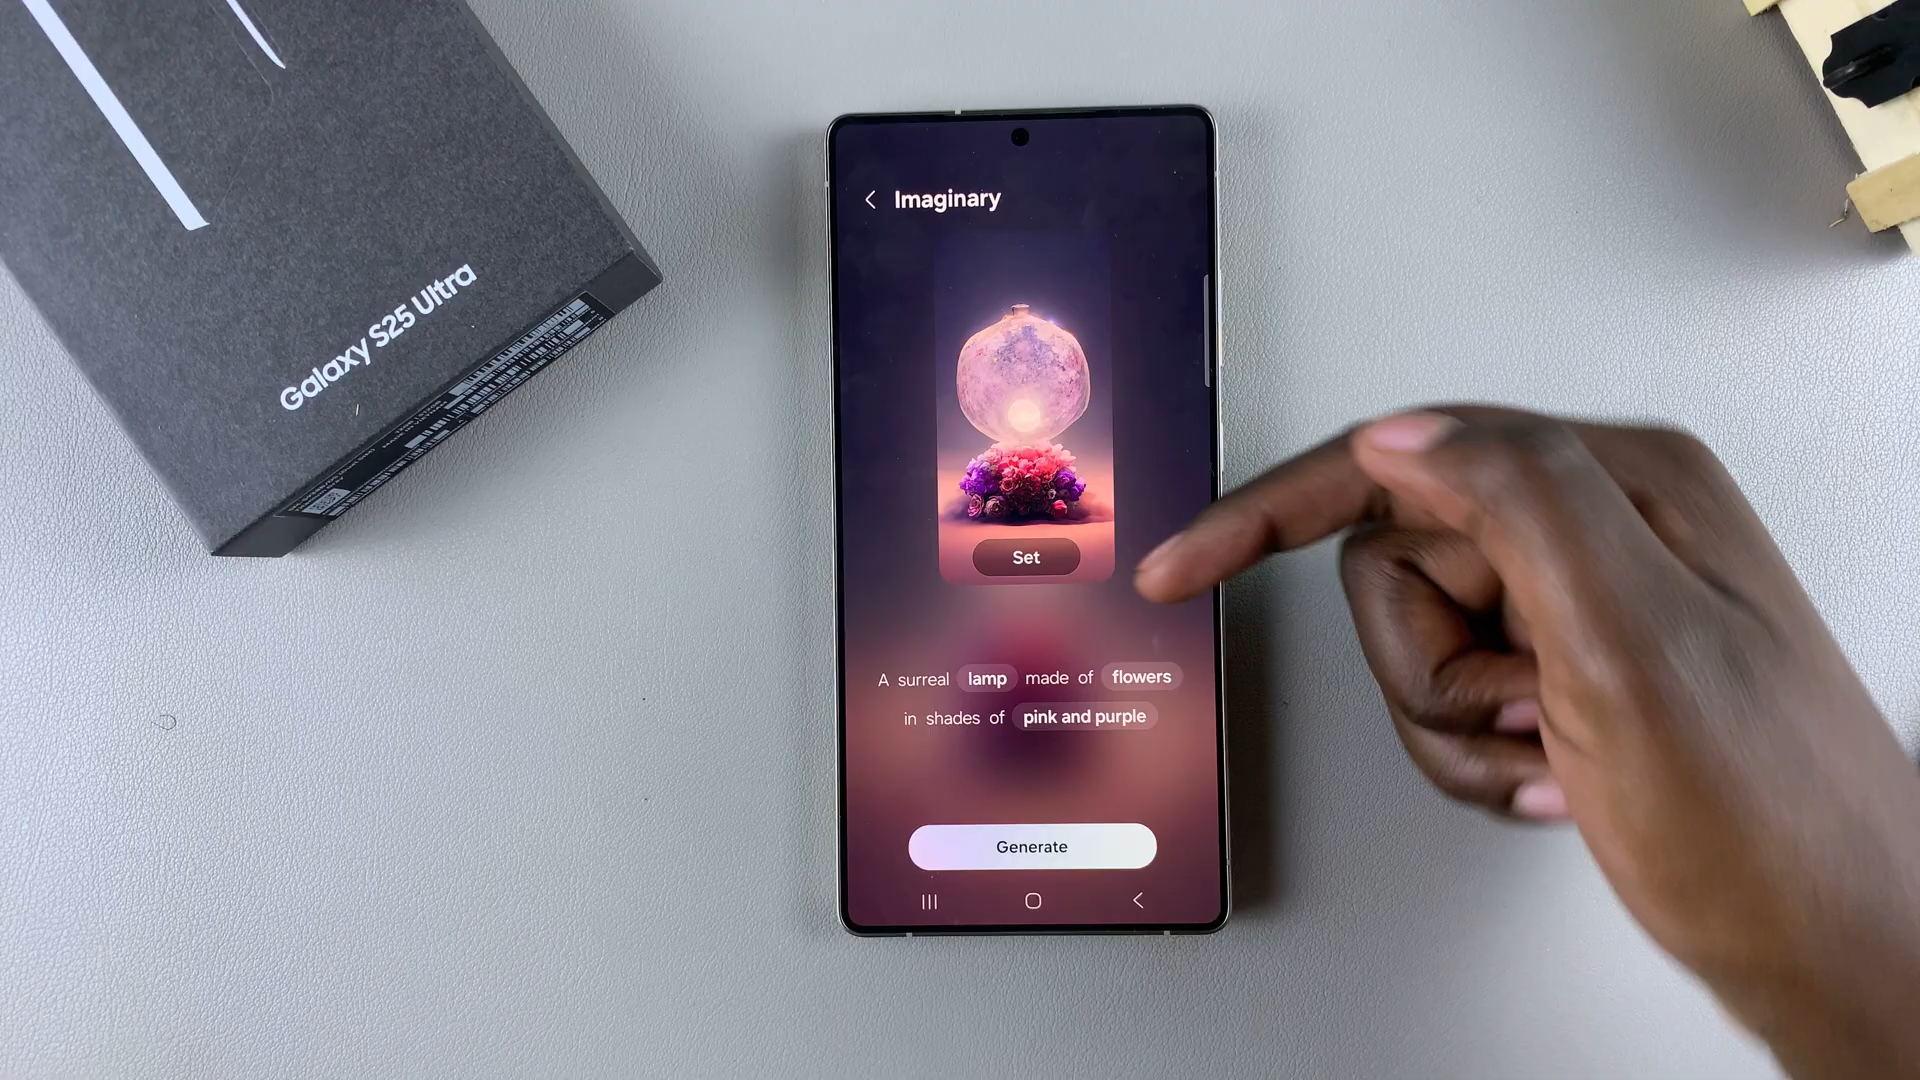 Galaxy S25 Ultra
Imaginary
Set
A surreal lamp made of flowers
in shades of pink and purple
Generate